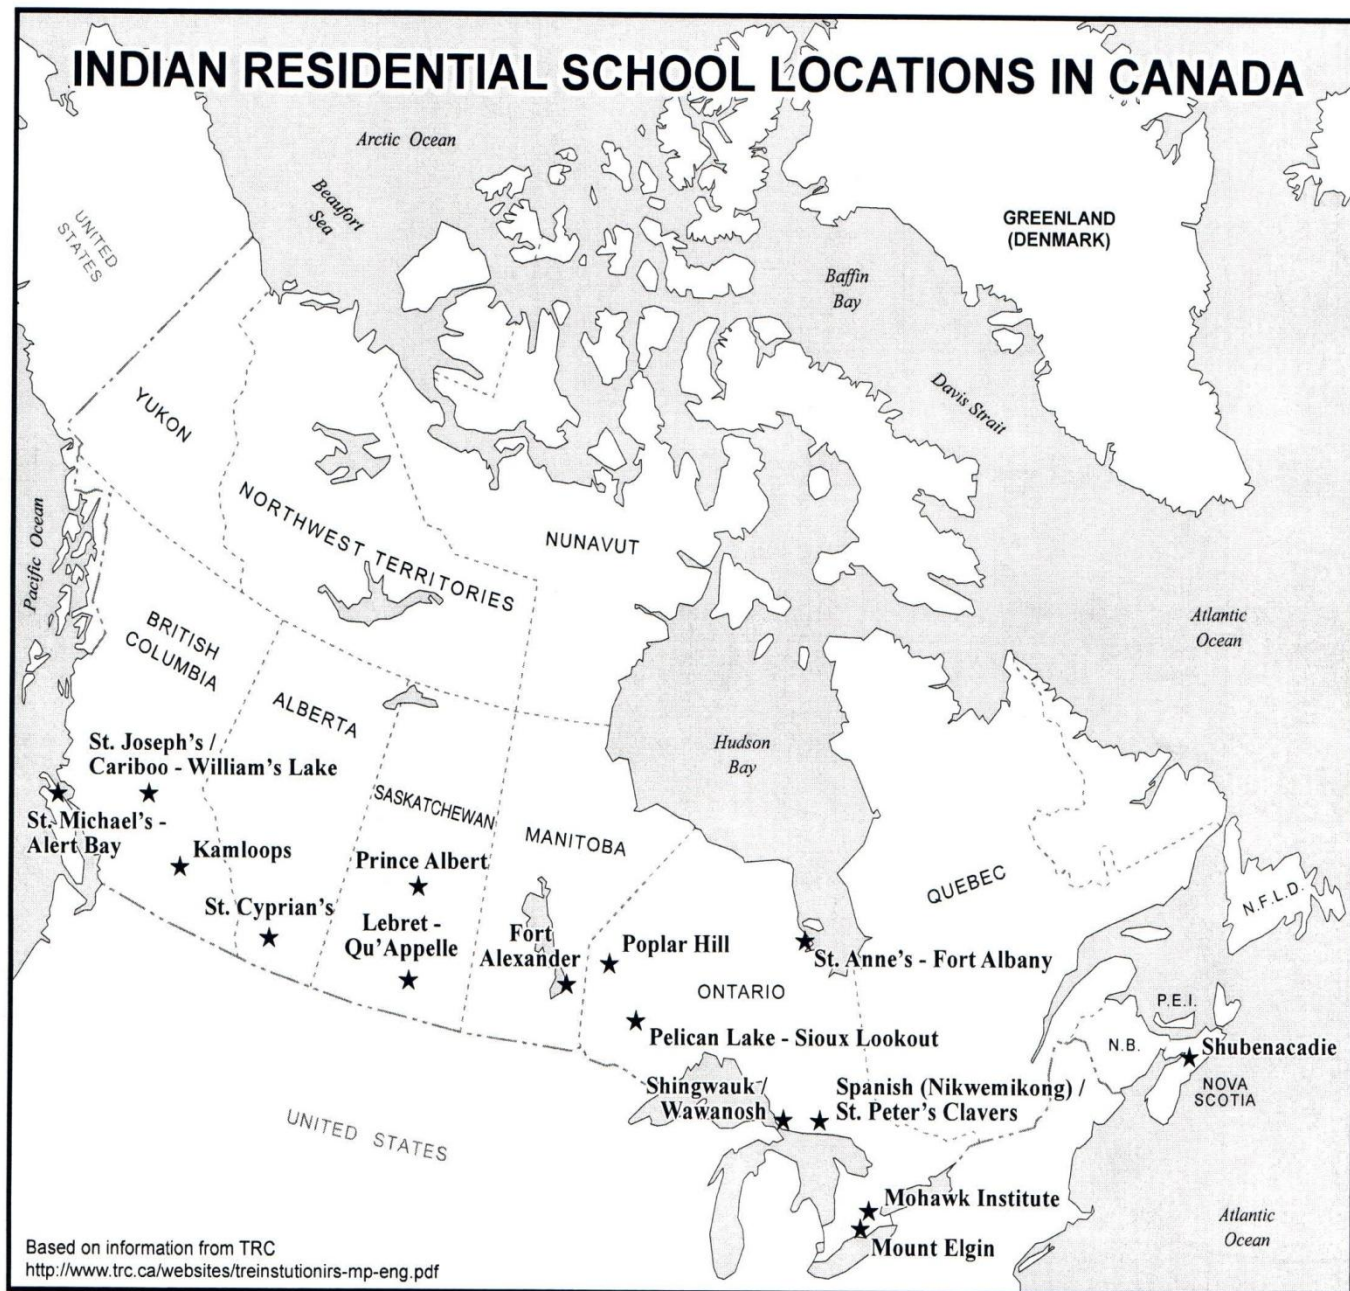 INDIAN RESIDENTIAL SCHOOL LOCATIONS IN CANADA
Arctic Ocean
Beaufort
Sea
UNITED
STATES
GREENLAND
(DENMARK)
Baffin
Bay
Davis Strait
YUKON
NORTHWEST TERRITORIES
NUNAVUT
Pacific Ocean
BRITISH
COLUMBIA
ALBERTA
Atlantic
Ocean
St. Joseph's /
Cariboo - William's Lake
Hudson
Bay
St. Michael's -
Alert Bay
SASKATCHEWAN
MANITOBA
Kamloops
Prince Albert
QUEBEC
N.F.L.D.
St. Cyprian's
Lebret -
Qu'Appelle
Fort
Alexander
Poplar Hill
St. Anne's - Fort Albany
ONTARIO
P.E.I.
Pelican Lake - Sioux Lookout
N.B.
Shubenacadie
NOVA
SCOTIA
Shingwauk /
Wawanosh
Spanish (Nikwemikong) /
St. Peter's Clavers
UNITED STATES
Mohawk Institute
Mount Elgin
Atlantic
Ocean
Based on information from TRC
http://www.trc.ca/websites/treinstutionirs-mp-eng.pdf